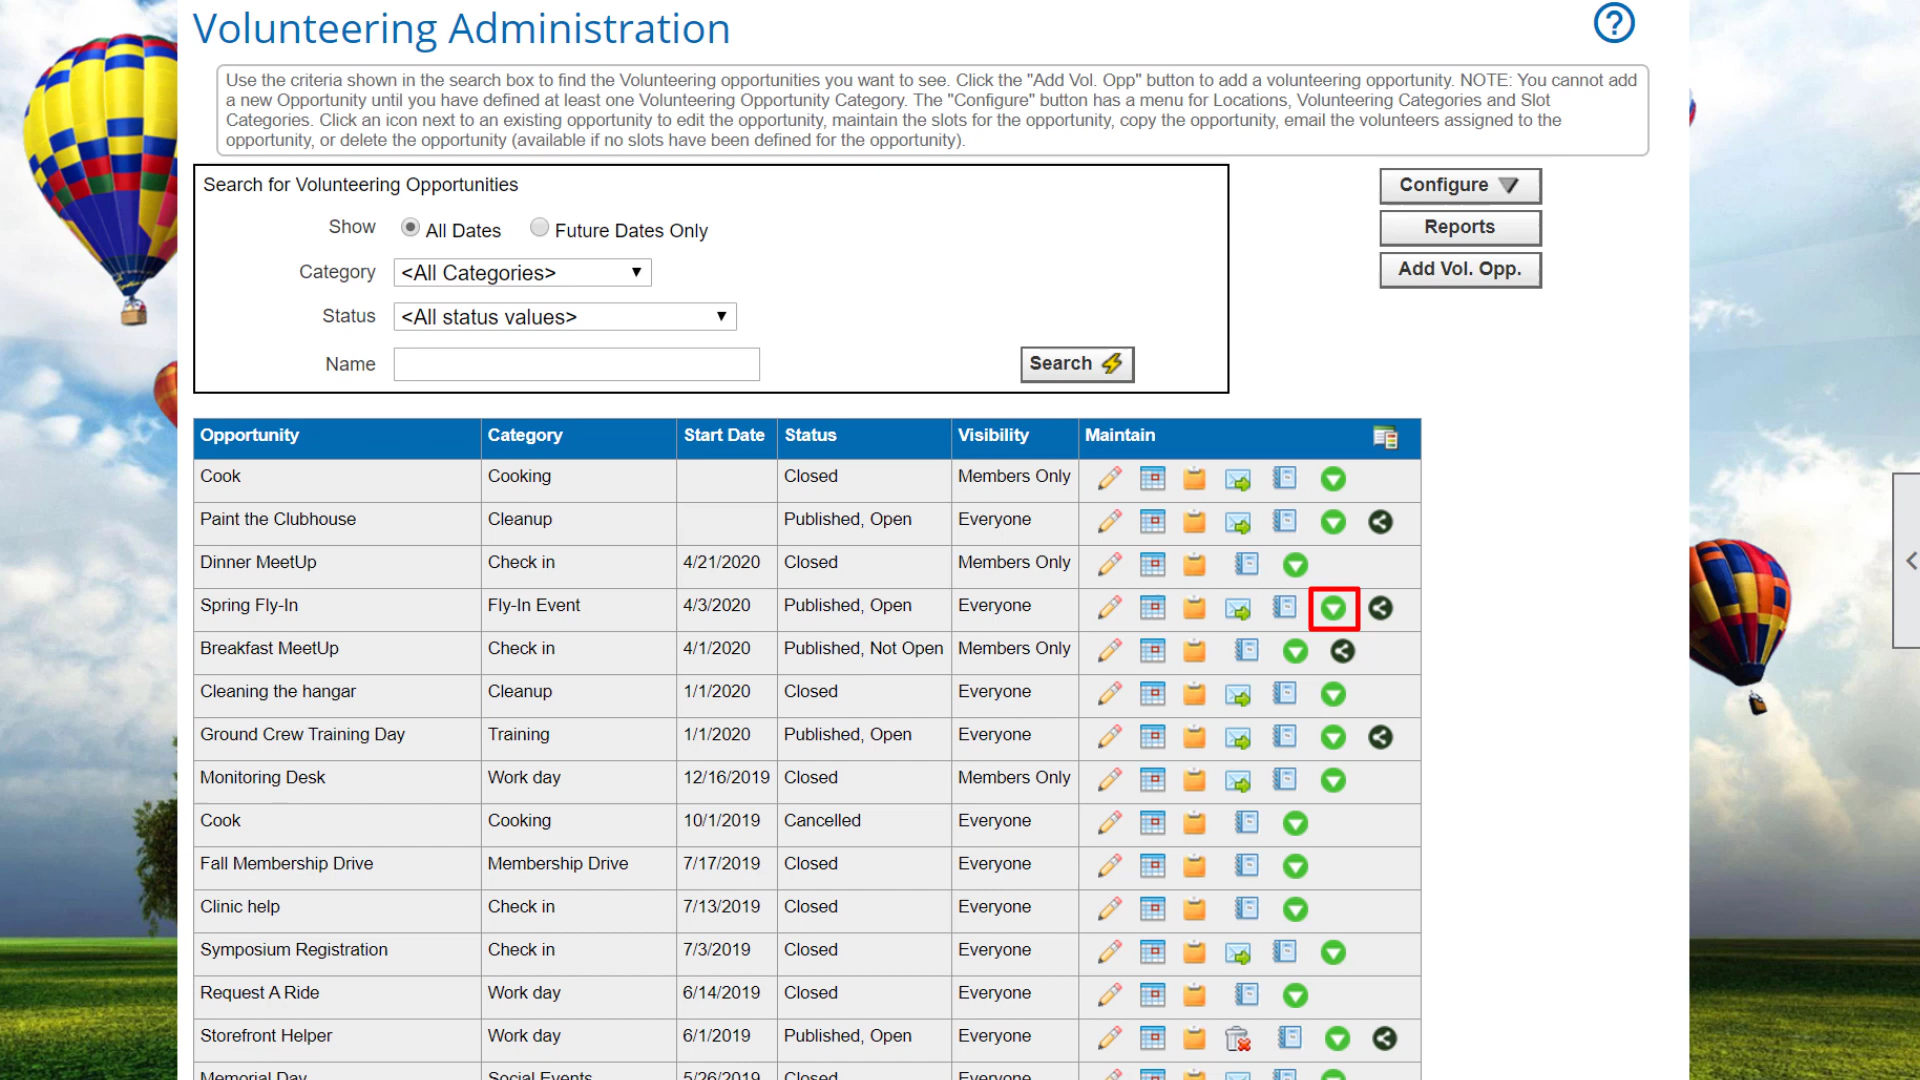 Volunteering Administration
Use the criteria shown in the search box to find the Volunteering opportunities you want to see. Click the "Add Vol. Opp" button to add a volunteering opportunity. NOTE: You cannot add
a new Opportunity until you have defined at least one Volunteering Opportunity Category. The "Configure" button has a menu for Locations, Volunteering Categories and Slot
Categories. Click an icon next to an existing opportunity to edit the opportunity, maintain the slots for the opportunity, copy the opportunity, email the volunteers assigned to the
opportunity, or delete the opportunity (available if no slots have been defined for the opportunity).
Search for Volunteering Opportunities
Show All Dates Future Dates Only
Category <All Categories>
Status <All status values>
Name
Search
Configure
Reports
Add Vol. Opp.
Opportunity Category Start Date Status Visibility Maintain
Cook Cooking Closed Members Only
Paint the Clubhouse Cleanup Published, Open Everyone
Dinner MeetUp Check in 4/21/2020 Closed Members Only
Spring Fly-In Fly-In Event 4/3/2020 Published, Open Everyone
Breakfast MeetUp Check in 4/1/2020 Published, Not Open Members Only
Cleaning the hangar Cleanup 1/1/2020 Closed Everyone
Ground Crew Training Day Training 1/1/2020 Published, Open Everyone
Monitoring Desk Work day 12/16/2019 Closed Members Only
Cook Cooking 10/1/2019 Cancelled Everyone
Fall Membership Drive Membership Drive 7/17/2019 Closed Everyone
Clinic help Check in 7/13/2019 Closed Everyone
Symposium Registration Check in 7/3/2019 Closed Everyone
Request A Ride Work day 6/14/2019 Closed Everyone
Storefront Helper Work day 6/1/2019 Published, Open Everyone
Memorial Day Social Events 5/26/2019 Closed Everyone